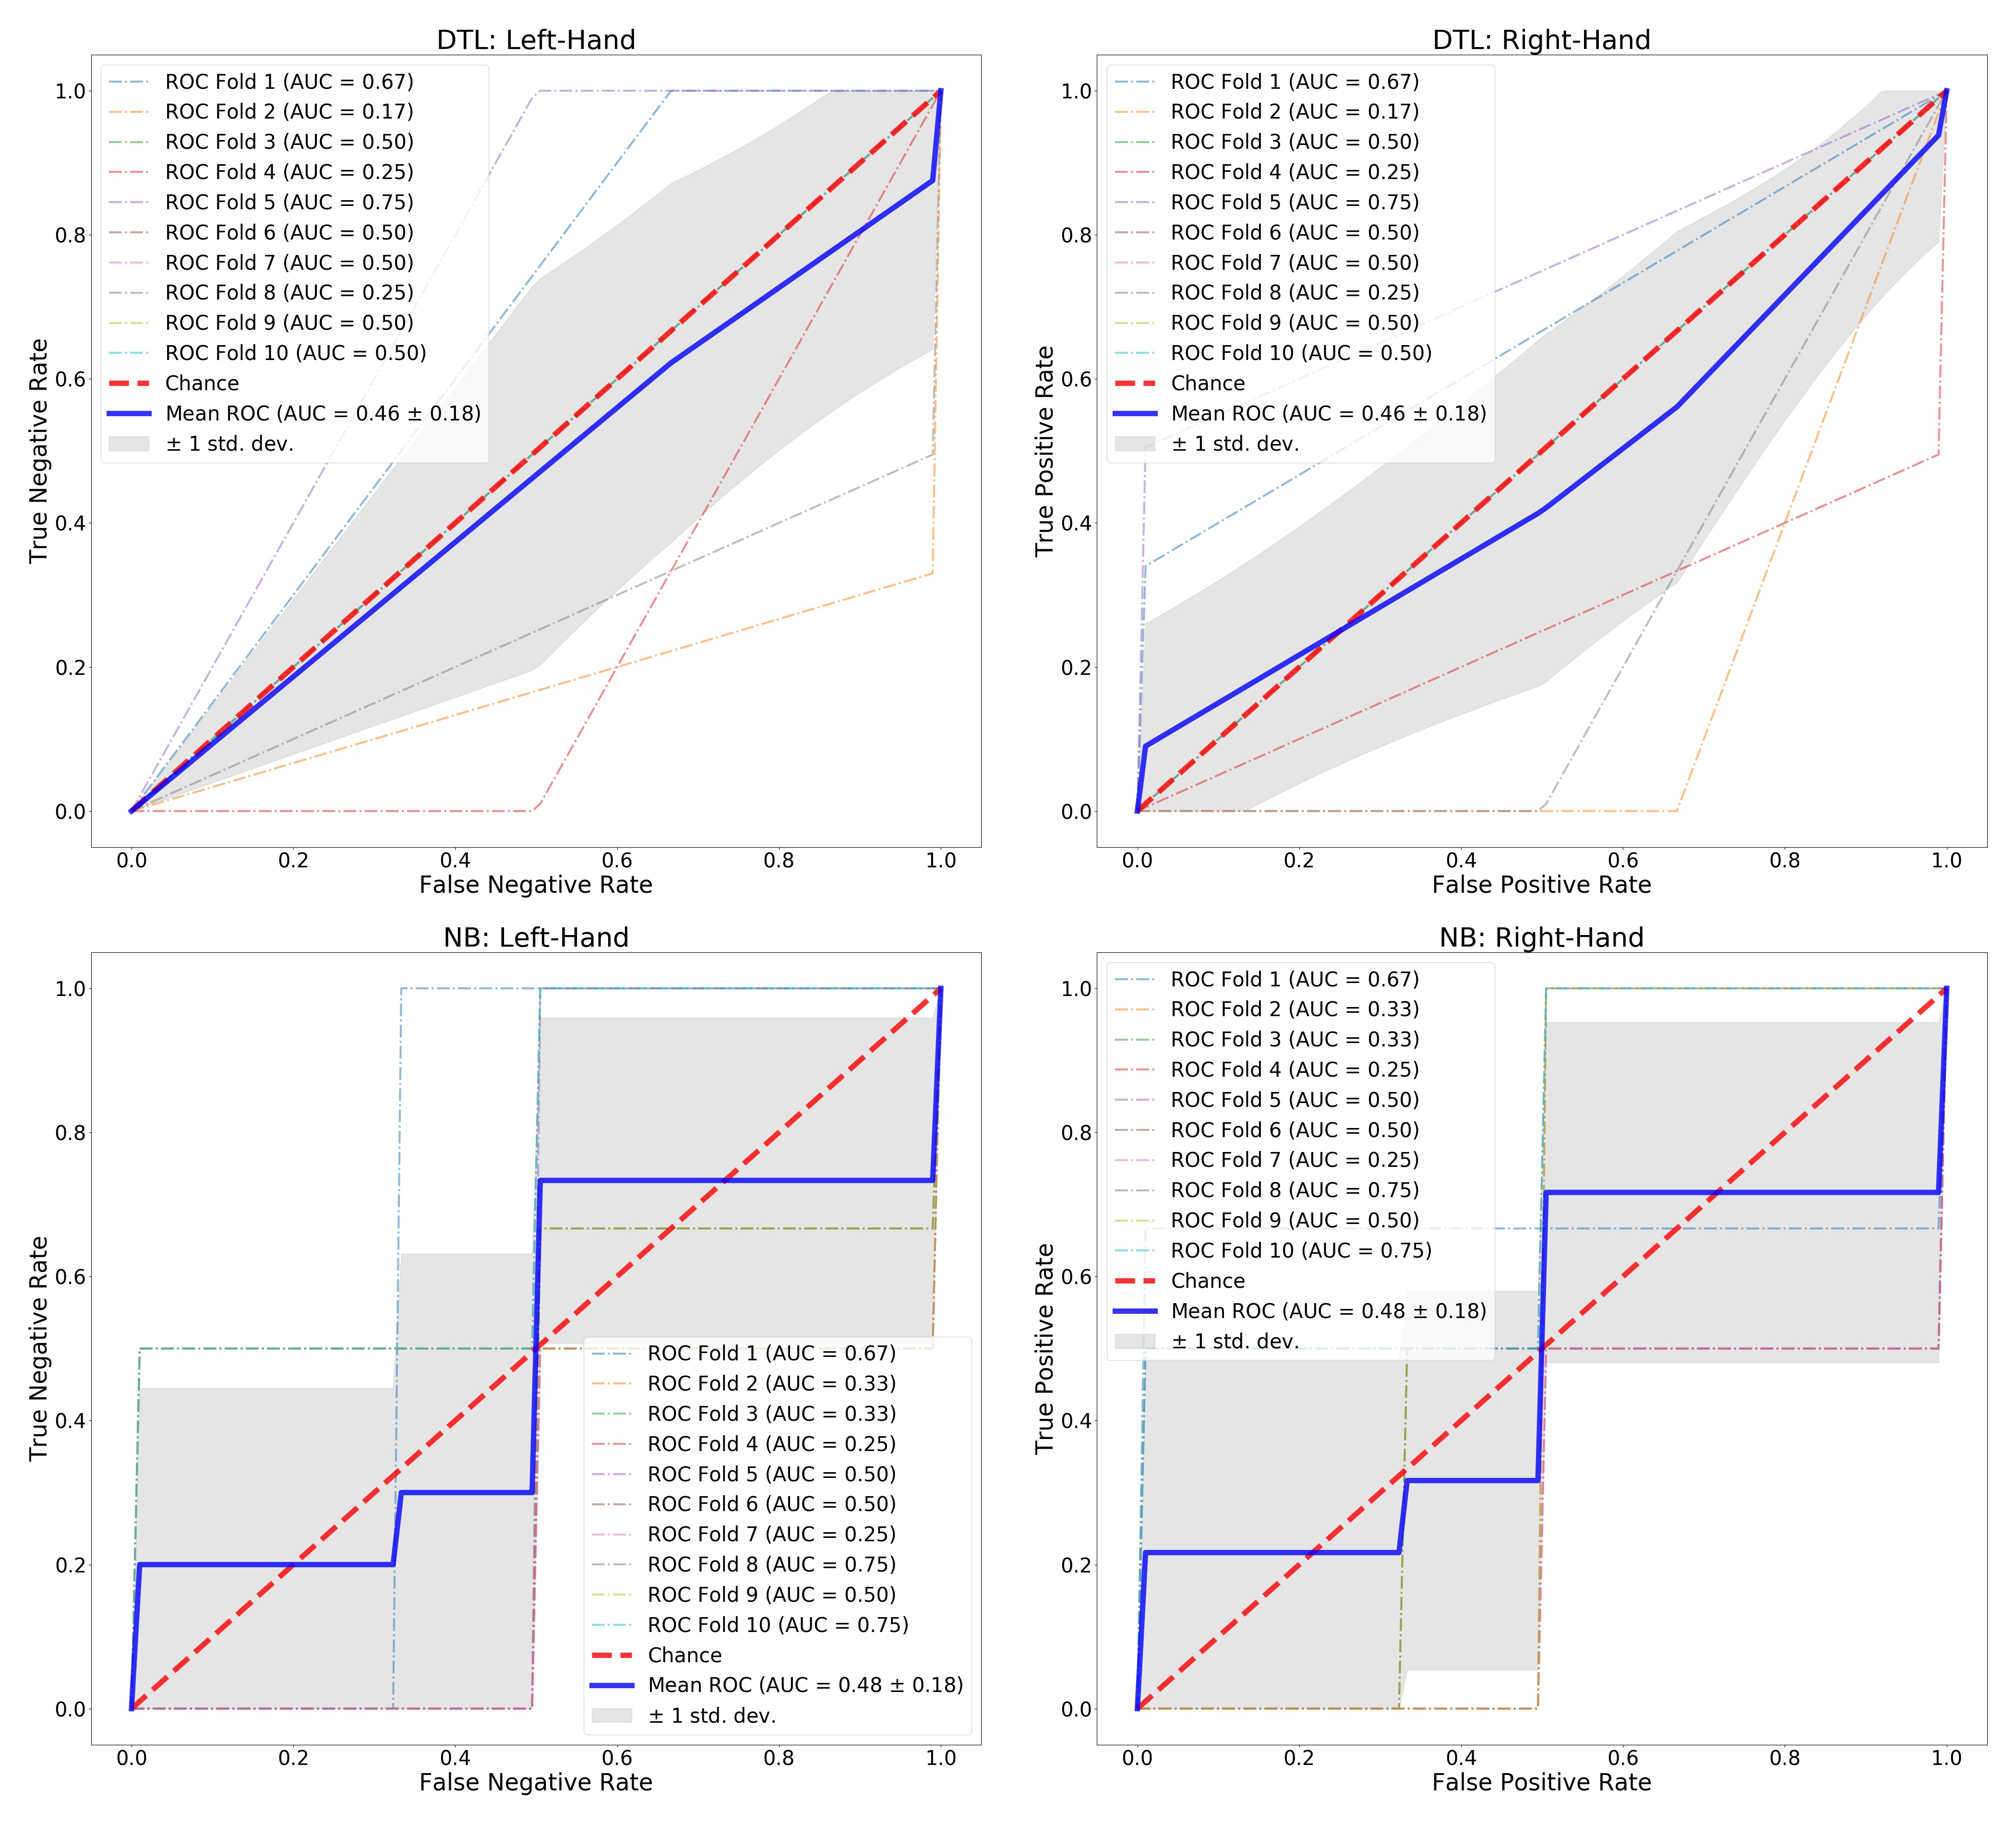 DTL: Left-Hand
True Negative Rate
1.0
0.8
0.6
0.4
0.2
0.0
ROC Fold 1 (AUC = 0.67)
ROC Fold 2 (AUC = 0.17)
ROC Fold 3 (AUC = 0.50)
ROC Fold 4 (AUC = 0.25)
ROC Fold 5 (AUC = 0.75)
ROC Fold 6 (AUC = 0.50)
ROC Fold 7 (AUC = 0.50)
ROC Fold 8 (AUC = 0.25)
ROC Fold 9 (AUC = 0.50)
ROC Fold 10 (AUC = 0.50)
Chance
Mean ROC (AUC = 0.46 ± 0.18)
± 1 std. dev.
0.0 0.2 0.4 0.6 0.8 1.0
False Negative Rate
DTL: Right-Hand
True Positive Rate
1.0
0.8
0.6
0.4
0.2
0.0
ROC Fold 1 (AUC = 0.67)
ROC Fold 2 (AUC = 0.17)
ROC Fold 3 (AUC = 0.50)
ROC Fold 4 (AUC = 0.25)
ROC Fold 5 (AUC = 0.75)
ROC Fold 6 (AUC = 0.50)
ROC Fold 7 (AUC = 0.50)
ROC Fold 8 (AUC = 0.25)
ROC Fold 9 (AUC = 0.50)
ROC Fold 10 (AUC = 0.50)
Chance
Mean ROC (AUC = 0.46 ± 0.18)
± 1 std. dev.
0.0 0.2 0.4 0.6 0.8 1.0
False Positive Rate
NB: Left-Hand
True Negative Rate
1.0
0.8
0.6
0.4
0.2
0.0
ROC Fold 1 (AUC = 0.67)
ROC Fold 2 (AUC = 0.33)
ROC Fold 3 (AUC = 0.33)
ROC Fold 4 (AUC = 0.25)
ROC Fold 5 (AUC = 0.50)
ROC Fold 6 (AUC = 0.50)
ROC Fold 7 (AUC = 0.25)
ROC Fold 8 (AUC = 0.75)
ROC Fold 9 (AUC = 0.50)
ROC Fold 10 (AUC = 0.75)
Chance
Mean ROC (AUC = 0.48 ± 0.18)
± 1 std. dev.
0.0 0.2 0.4 0.6 0.8 1.0
False Negative Rate
NB: Right-Hand
True Positive Rate
1.0
0.8
0.6
0.4
0.2
0.0
ROC Fold 1 (AUC = 0.67)
ROC Fold 2 (AUC = 0.33)
ROC Fold 3 (AUC = 0.33)
ROC Fold 4 (AUC = 0.25)
ROC Fold 5 (AUC = 0.50)
ROC Fold 6 (AUC = 0.50)
ROC Fold 7 (AUC = 0.25)
ROC Fold 8 (AUC = 0.75)
ROC Fold 9 (AUC = 0.50)
ROC Fold 10 (AUC = 0.75)
Chance
Mean ROC (AUC = 0.48 ± 0.18)
± 1 std. dev.
0.0 0.2 0.4 0.6 0.8 1.0
False Positive Rate